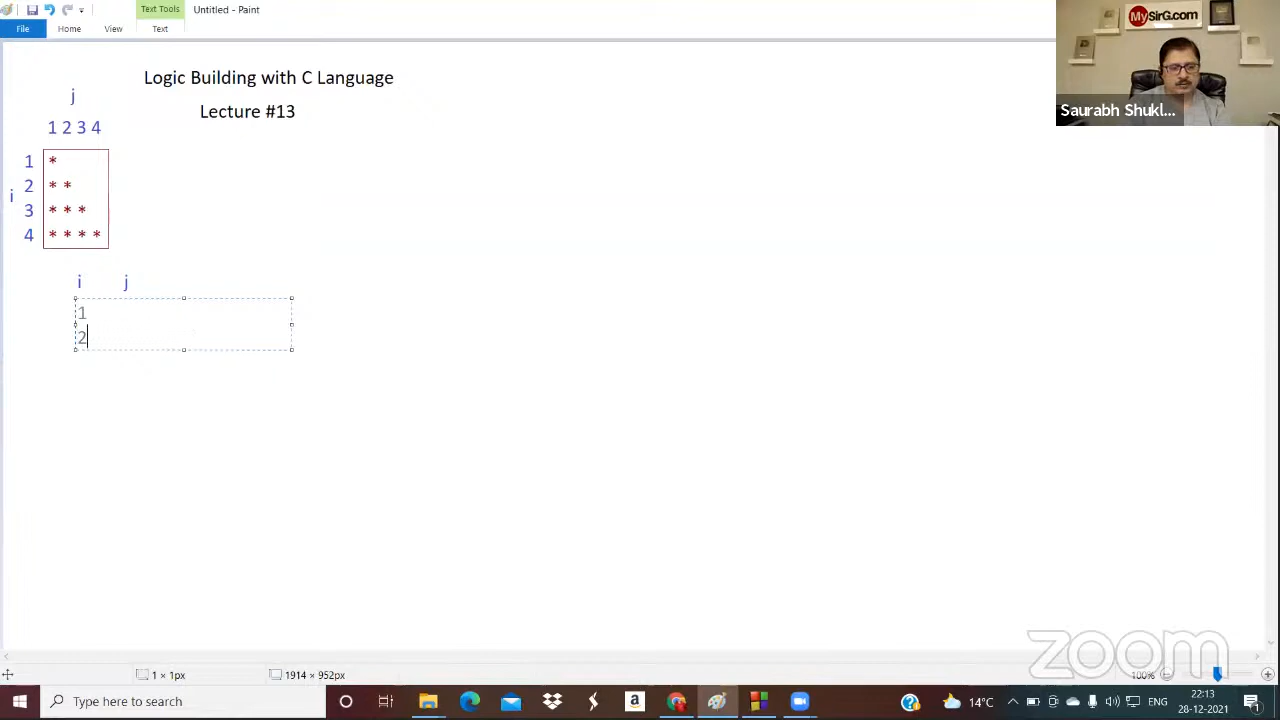 Text Tools
Untitled - Paint
File
Home
View
Text
MySirG.com
Saurabh Shukl...
Logic Building with C Language
Lecture #13
j
1 2 3 4
1 *
2 * *
i
3 * * *
4 * * * *
i j
1
2
zoom
1 × 1px
1914 × 952px
100%
Type here to search
a
14°C
ENG
22:13
28-12-2021
1